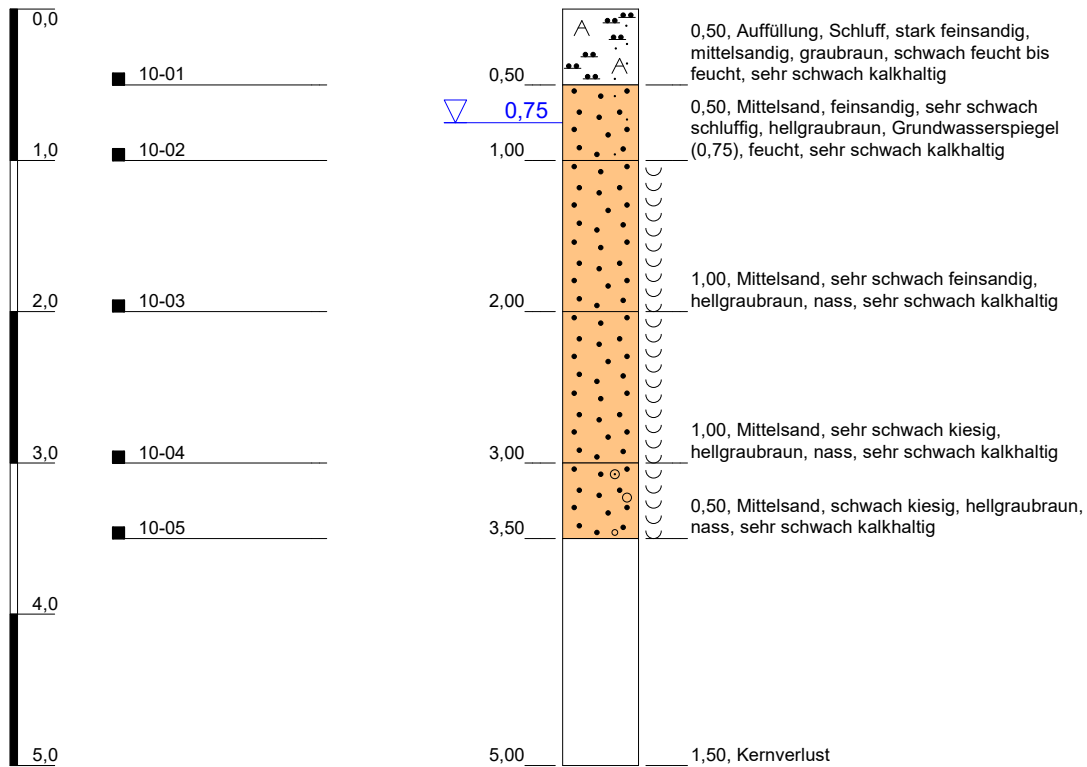 0,0
0,50, Auffüllung, Schluff, stark feinsandig,
mittelsandig, graubraun, schwach feucht bis
feucht, sehr schwach kalkhaltig
10-01
0,50
0,75
0,50, Mittelsand, feinsandig, sehr schwach
schluffig, hellgraubraun, Grundwasserspiegel
(0,75), feucht, sehr schwach kalkhaltig
1,0
10-02
1,00
1,00, Mittelsand, sehr schwach feinsandig,
hellgraubraun, nass, sehr schwach kalkhaltig
2,0
10-03
2,00
1,00, Mittelsand, sehr schwach kiesig,
hellgraubraun, nass, sehr schwach kalkhaltig
3,0
10-04
3,00
0,50, Mittelsand, schwach kiesig, hellgraubraun,
nass, sehr schwach kalkhaltig
10-05
3,50
4,0
5,0
5,00
1,50, Kernverlust